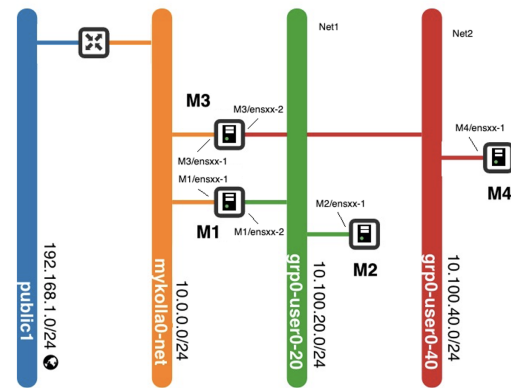 Net1
Net2
M3
M3/ensxx-2
M4/ensxx-1
M3/ensxx-1
M4
M1/ensxx-1
M2/ensxx-1
M1
M1/ensxx-2
M2
public1
192.168.1.0/24
mykolla0-net
10.0.0.0/24
grp0-user0-20
10.100.20.0/24
grp0-user0-40
10.100.40.0/24